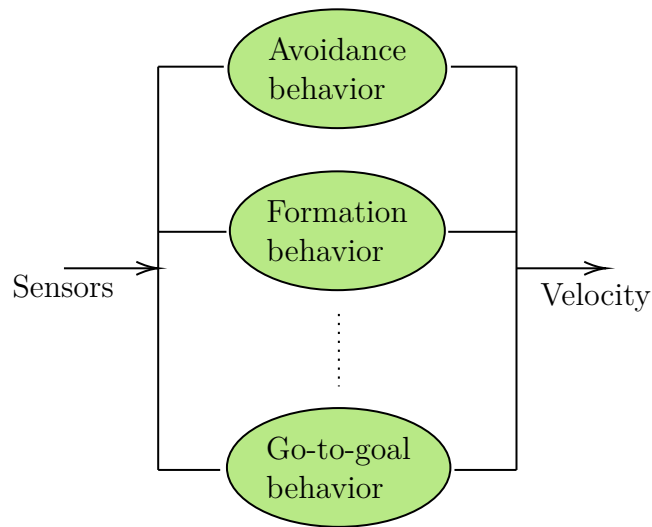 Avoidance
behavior
Formation
behavior
Sensors
Velocity
Go-to-goal
behavior